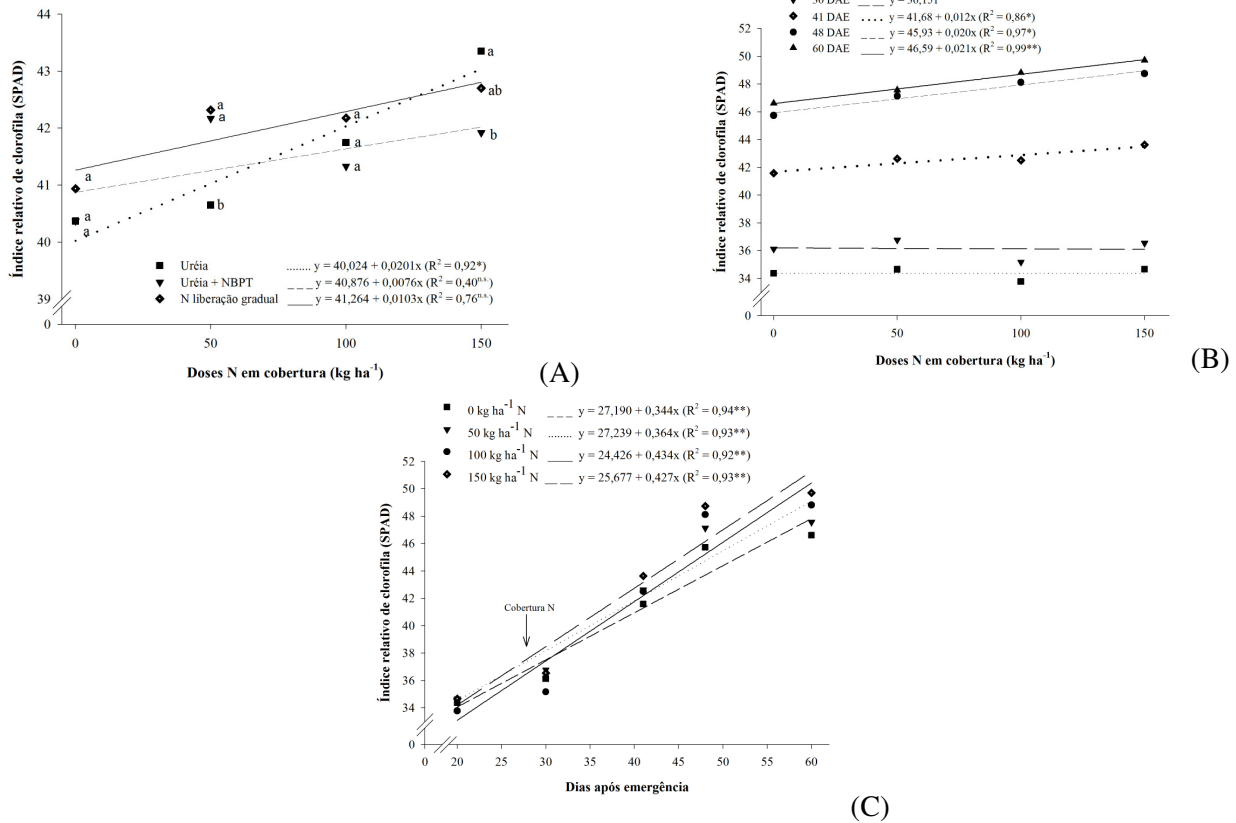 44
43
42
41
40
39
0
Índice relativo de clorofila (SPAD)
a
a
a
a
a
b
a
a
a
a
ab
b
Uréia y = 40,024 + 0,0201x (R² = 0,92*)
Uréia + NBPT y = 40,876 + 0,0076x (R² = 0,40n.s.)
N liberação gradual y = 41,264 + 0,0103x (R² = 0,76n.s.)
0 50 100 150
Doses N em cobertura (kg ha-1)
(A)
41 DAE y = 41,68 + 0,012x (R² = 0,86*)
48 DAE y = 45,93 + 0,020x (R² = 0,97*)
60 DAE y = 46,59 + 0,021x (R² = 0,99**)
52
50
48
46
44
42
40
38
36
34
0
Índice relativo de clorofila (SPAD)
0 50 100 150
Doses N em cobertura (kg ha-1)
(B)
0 kg ha-1 N y = 27,190 + 0,344x (R² = 0,94**)
50 kg ha-1 N y = 27,239 + 0,364x (R² = 0,93**)
100 kg ha-1 N y = 24,426 + 0,434x (R² = 0,92**)
150 kg ha-1 N y = 25,677 + 0,427x (R² = 0,93**)
52
50
48
46
44
42
40
38
36
34
0
Índice relativo de clorofila (SPAD)
Cobertura N
0 20 25 30 35 40 45 50 55 60
Dias após emergência
(C)